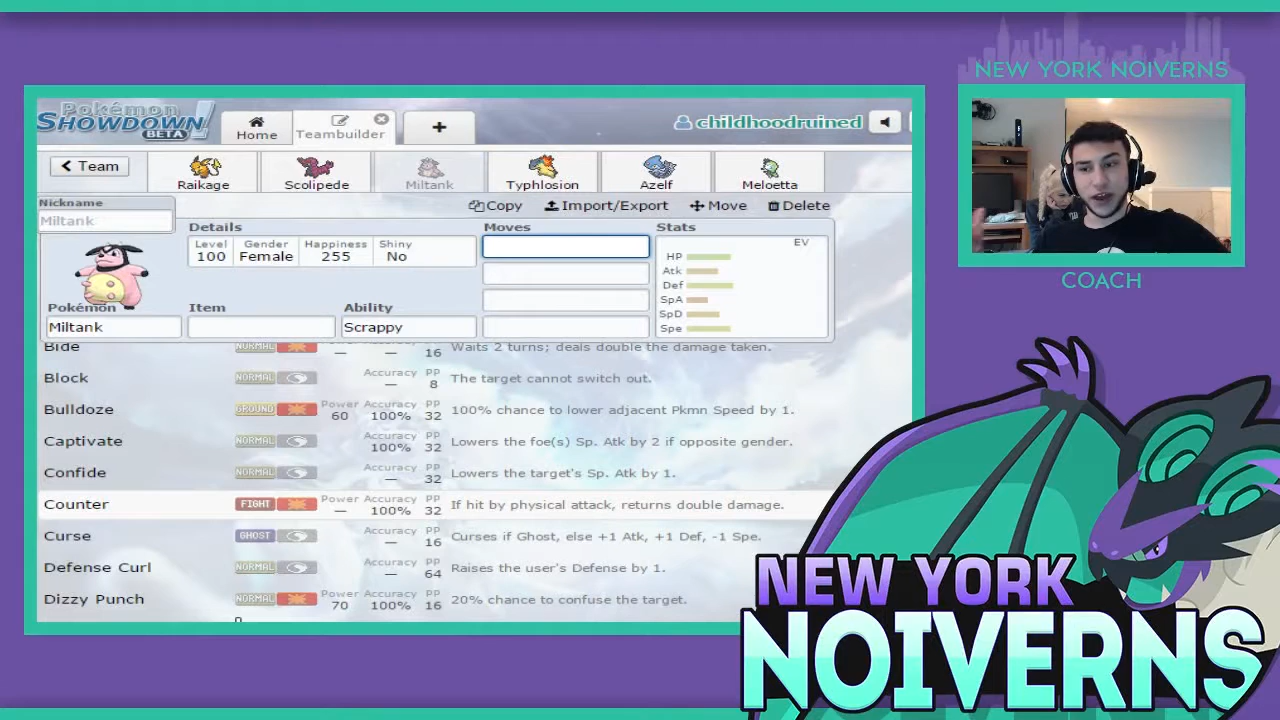 NEW YORK NOIVERNS
Pokémon
SHOWDOWN!
BETA
Home
Teambuilder
childhoodruined
Team
Raikage
Scolipede
Miltank
Typhlosion
Azelf
Meloetta
Nickname
Miltank
Copy
Import/Export
Move
Delete
Details
Moves
Stats
Level
Gender
Happiness
Shiny
100
Female
255
No
EV
HP
Atk
Def
SpA
SpD
Spe
Pokémon
Item
Ability
Miltank
Scrappy
COACH
Bide NORMAL — — 16 Waits 2 turns; deals double the damage taken.
Accuracy PP
Block NORMAL — 8 The target cannot switch out.
Power Accuracy PP
Bulldoze GROUND 60 100% 32 100% chance to lower adjacent Pkmn Speed by 1.
Accuracy PP
Captivate NORMAL 100% 32 Lowers the foe(s) Sp. Atk by 2 if opposite gender.
Accuracy PP
Confide NORMAL — 32 Lowers the target's Sp. Atk by 1.
Power Accuracy PP
Counter FIGHT — 100% 32 If hit by physical attack, returns double damage.
Accuracy PP
Curse GHOST — 16 Curses if Ghost, else +1 Atk, +1 Def, -1 Spe.
Accuracy PP
Defense Curl NORMAL — 64 Raises the user's Defense by 1.
Power Accuracy PP
Dizzy Punch NORMAL 70 100% 16 20% chance to confuse the target.
NEW YORK
NOIVERNS